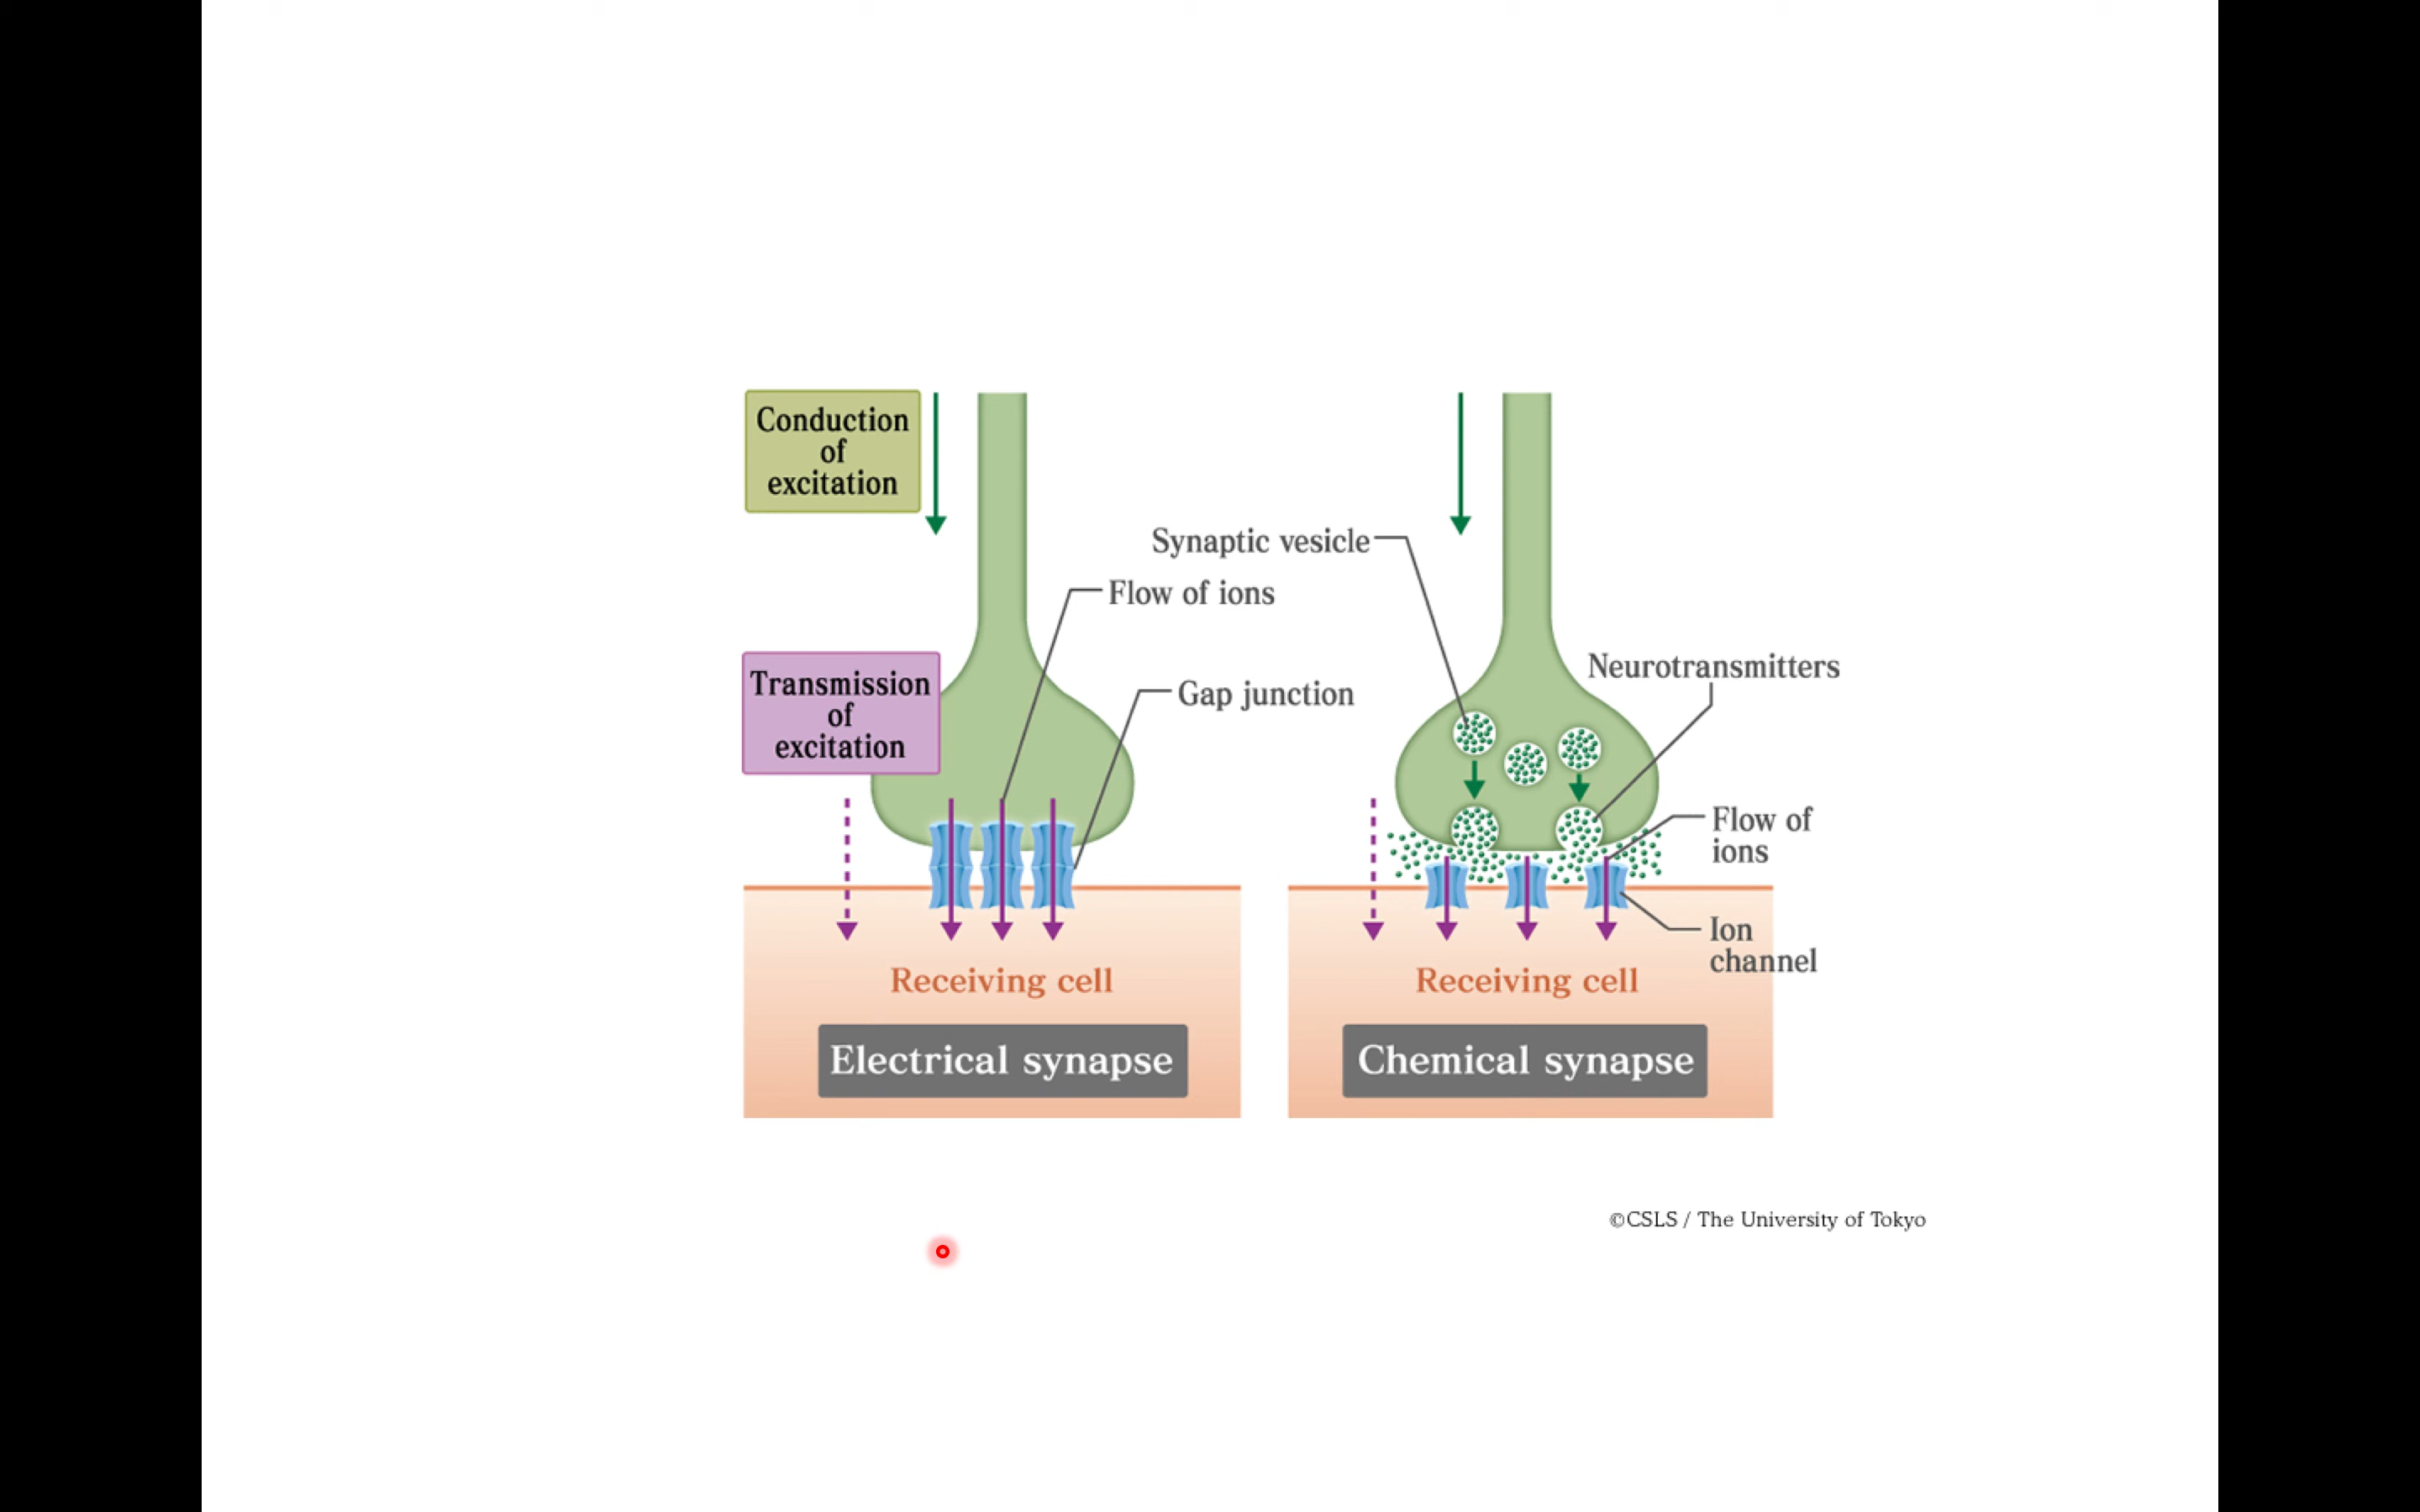 Conduction
of
excitation
Synaptic vesicle
Flow of ions
Transmission
of
excitation
Gap junction
Neurotransmitters
Flow of
ions
Ion
channel
Receiving cell
Receiving cell
Electrical synapse
Chemical synapse
©CSLS / The University of Tokyo